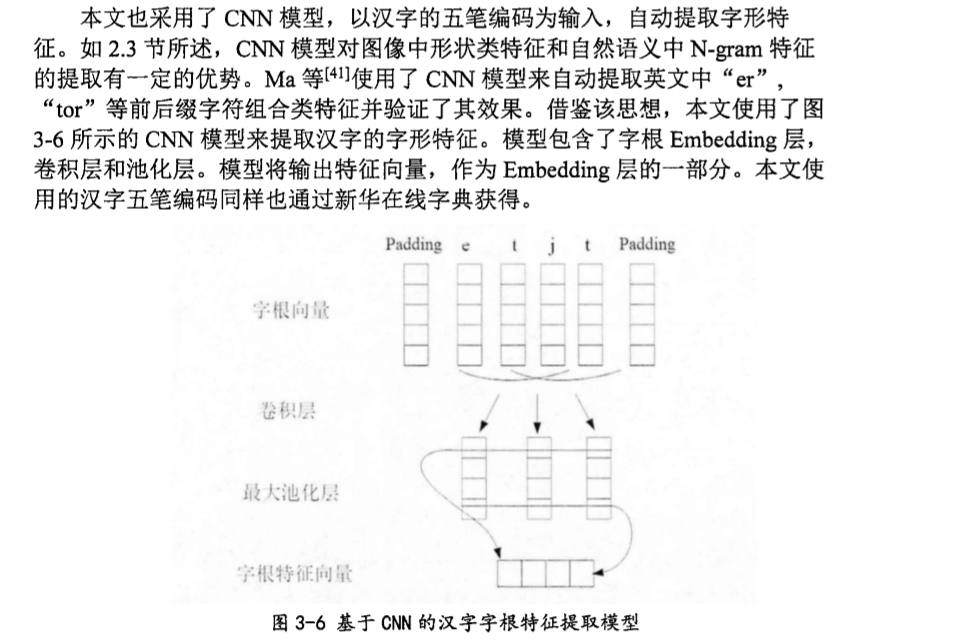 本文也采用了 CNN 模型，以汉字的五笔编码为输入，自动提取字形特
征。如 2.3 节所述，CNN 模型对图像中形状类特征和自然语义中 N-gram 特征
的提取有一定的优势。Ma 等[41]使用了 CNN 模型来自动提取英文中“er”,
“tor”等前后缀字符组合类特征并验证了其效果。借鉴该思想，本文使用了图
3-6 所示的 CNN 模型来提取汉字的字形特征。模型包含了字根 Embedding 层，
卷积层和池化层。模型将输出特征向量，作为 Embedding 层的一部分。本文使
用的汉字五笔编码同样也通过新华在线字典获得。
Padding e t j t Padding
字根向量
卷积层
最大池化层
字根特征向量
图 3-6 基于 CNN 的汉字字根特征提取模型